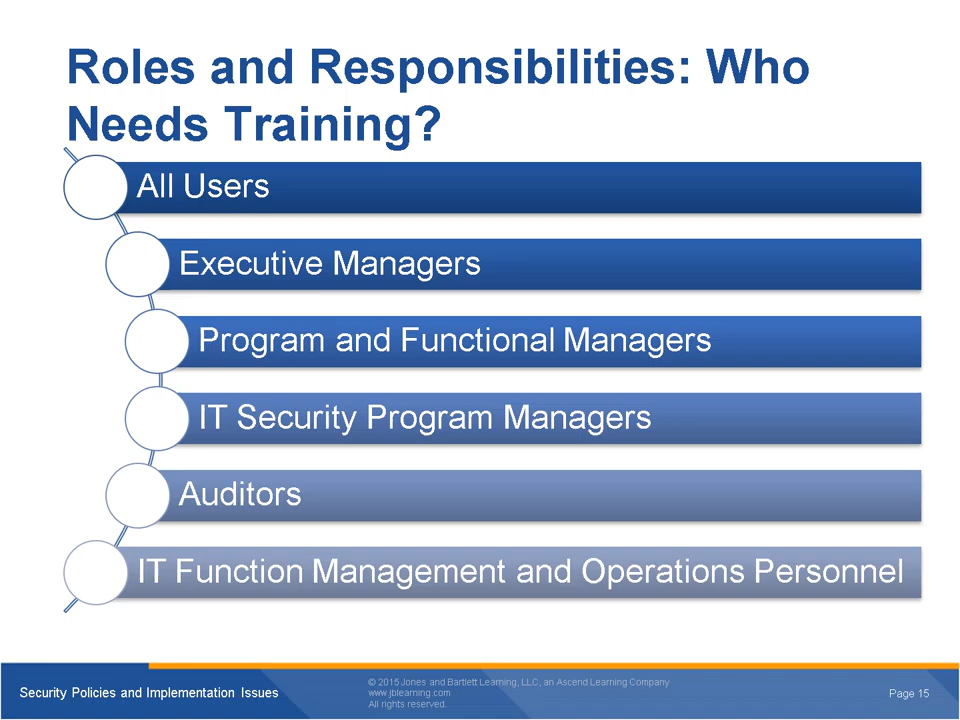 Roles and Responsibilities: Who
Needs Training?
All Users
Executive Managers
Program and Functional Managers
IT Security Program Managers
Auditors
IT Function Management and Operations Personnel
Security Policies and Implementation Issues
© 2015 Jones and Bartlett Learning, LLC, an Ascend Learning Company
www.jblearning.com
All rights reserved.
Page 15